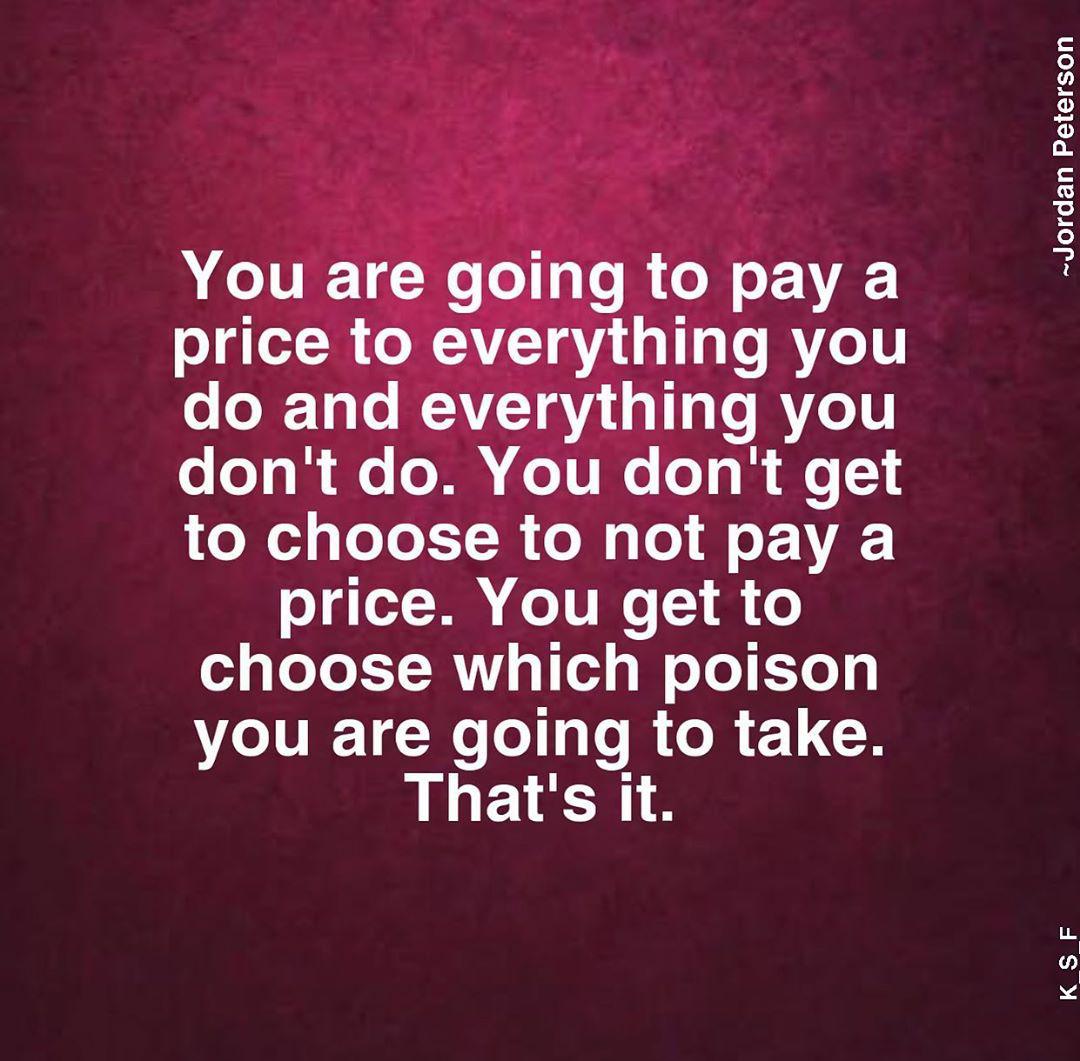 You are going to pay a
price to everything you
do and everything you
don't do. You don't get
to choose to not pay a
price. You get to
choose which poison
you are going to take.
That's it.
~Jordan Peterson
K_S_F